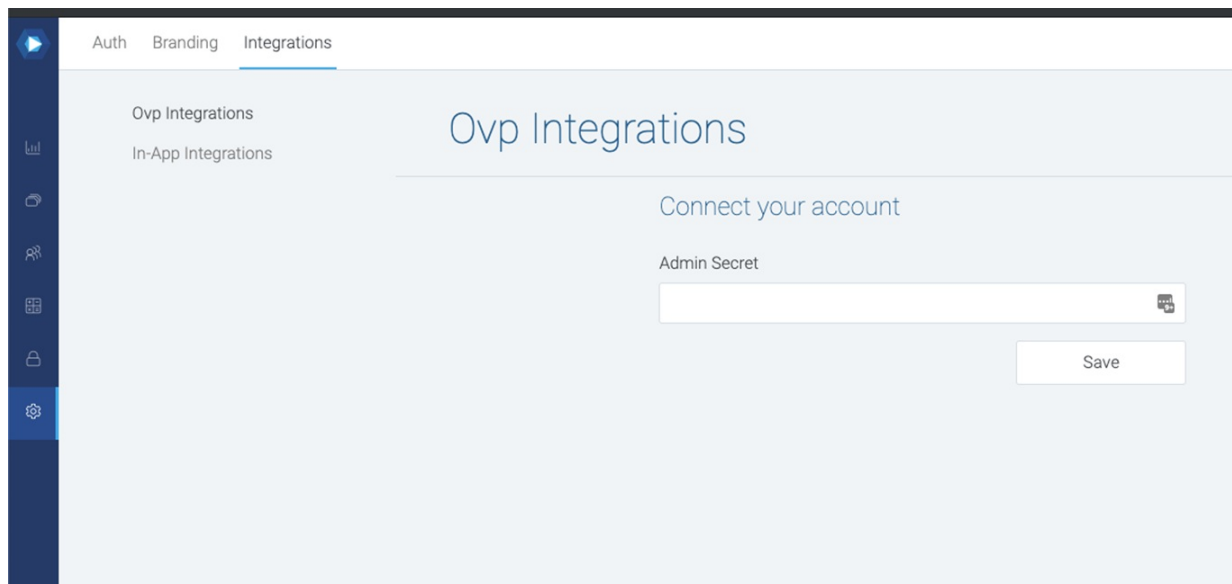 Auth Branding Integrations
Ovp Integrations
In-App Integrations
Ovp Integrations
Connect your account
Admin Secret
Save